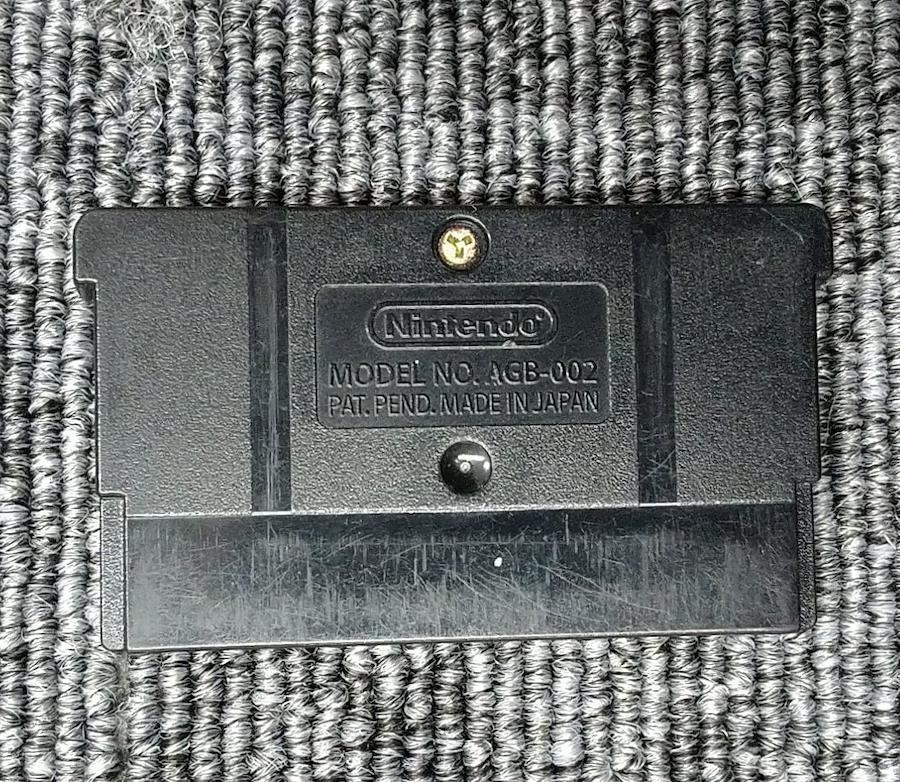 Nintendo
MODEL NO. AGB-002
PAT. PEND. MADE IN JAPAN